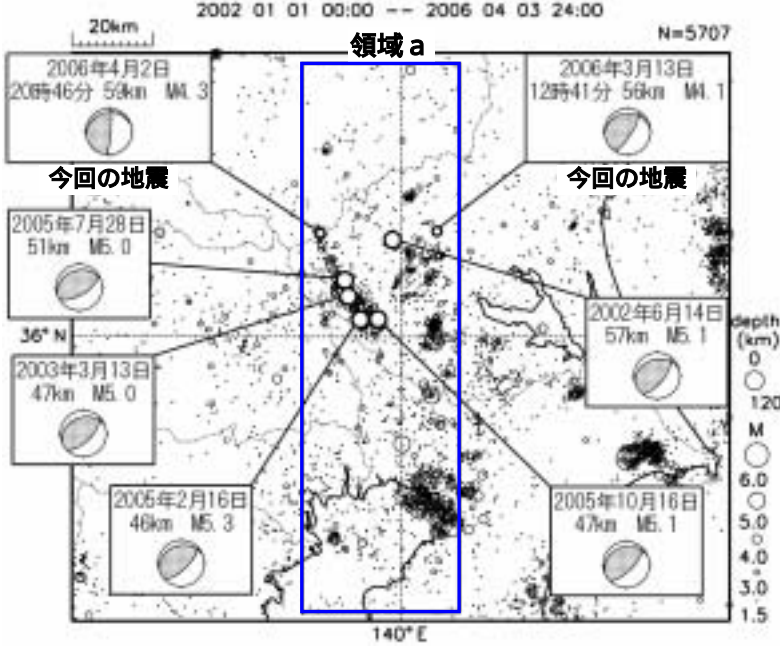 2002 01 01 00:00 -- 2006 04 03 24:00
20km
N=5707
領域a
2006年4月2日
20時46分 59km M4.3
今回の地震
2006年3月13日
12時41分 56km M4.1
今回の地震
2005年7月28日
51km M5.0
2002年6月14日
57km M5.1
36°N
2003年3月13日
47km M5.0
2005年2月16日
46km M5.3
2005年10月16日
47km M5.1
depth
(km)
0
120
M
6.0
5.0
4.0
3.0
1.5
140°E